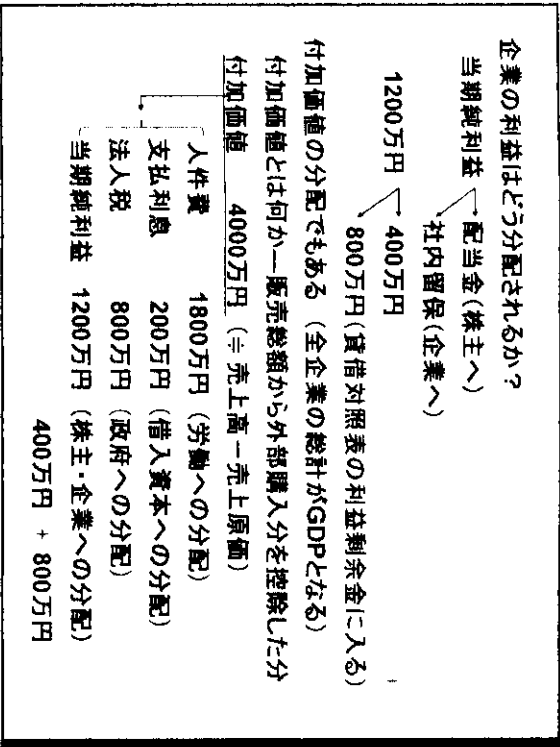 企業の利益はどう分配されるか？
当期純利益 配当金(株主へ)
社内留保(企業へ)
1200万円 400万円
800万円(貸借対照表の利益剰余金に入る)
付加価値の分配でもある (全企業の総計がGDPとなる)
付加価値とは何か―販売総額から外部購入分を控除した分
付加価値 4000万円 (≒売上高－売上原価)
人件費 1800万円 (労働への分配)
支払利息 200万円 (借入資本への分配)
法人税 800万円 (政府への分配)
当期純利益 1200万円 (株主・企業への分配)
400万円 + 800万円